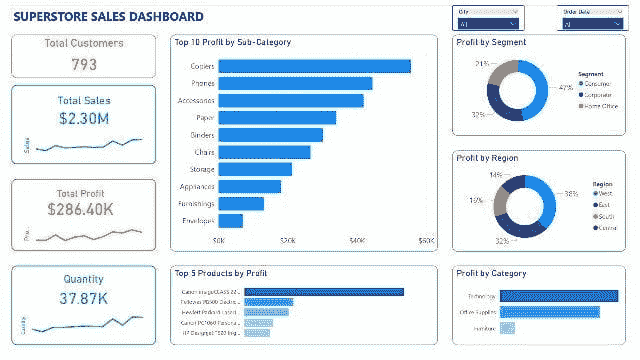 SUPERSTORE SALES DASHBOARD
City
All
Order Date
All
Total Customers
793
Total Sales
$2.30M
Sales
Total Profit
$286.40K
Quantity
37.87K
Top 10 Profit by Sub-Category
Copiers
Phones
Accessories
Paper
Binders
Chairs
Storage
Appliances
Furnishings
Envelopes
$0K $20K $40K $60K
Top 5 Products by Profit
Canon imageCLASS 22...
Fellowes PB500 Electric...
Hewlett Packard Laser...
Canon PC1060 Persona...
HP Designjet T520 Inkj...
Profit by Segment
21%
47%
32%
Segment
Consumer
Corporate
Home Office
Profit by Region
14%
16%
38%
32%
Region
West
East
South
Central
Profit by Category
Technology
Office Supplies
Furniture